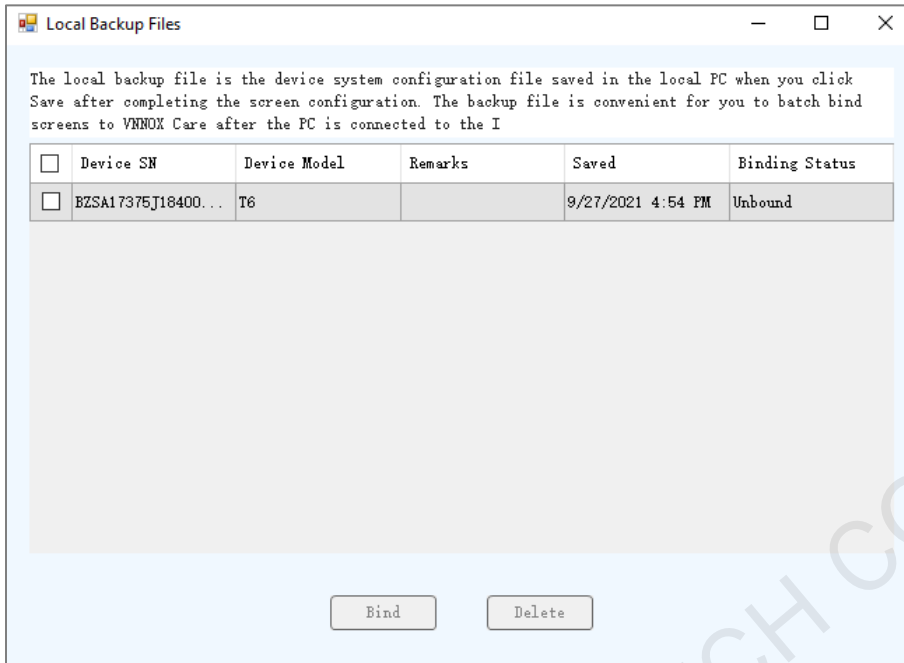 Local Backup Files
The local backup file is the device system configuration file saved in the local PC when you click
Save after completing the screen configuration. The backup file is convenient for you to batch bind
screens to VNNOX Care after the PC is connected to the I
Device SN Device Model Remarks Saved Binding Status
BZSA17375J18400... T6 9/27/2021 4:54 PM Unbound
Bind Delete
CH CO